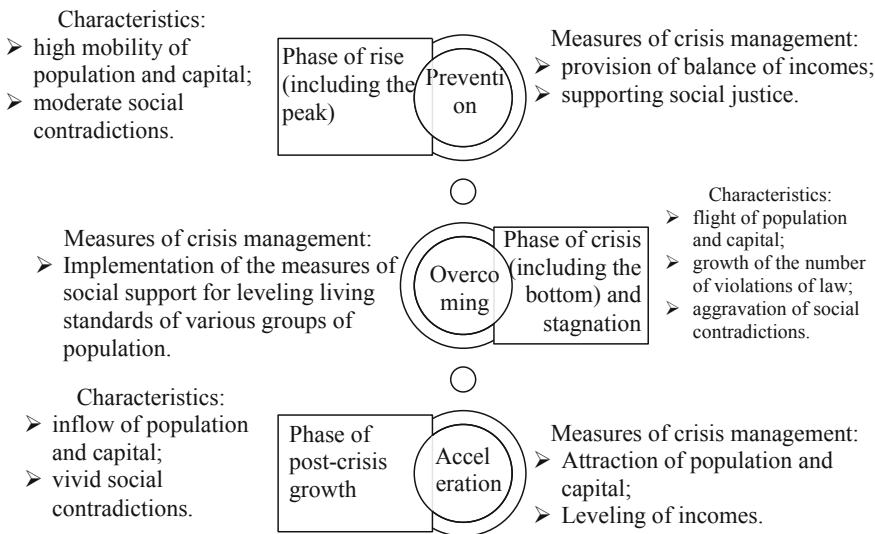 Characteristics:
➢ high mobility of
population and capital;
➢ moderate social
contradictions.
Phase of rise
(including the
peak)
Preventi
on
Measures of crisis management:
➢ provision of balance of incomes;
➢ supporting social justice.
Measures of crisis management:
➢ Implementation of the measures of
social support for leveling living
standards of various groups of
population.
Overco
ming
Phase of crisis
(including the
bottom) and
stagnation
Characteristics:
➢ flight of population
and capital;
➢ growth of the number
of violations of law;
➢ aggravation of social
contradictions.
Characteristics:
➢ inflow of population
and capital;
➢ vivid social
contradictions.
Phase of
post-crisis
growth
Accel
eration
Measures of crisis management:
➢ Attraction of population and
capital;
➢ Leveling of incomes.